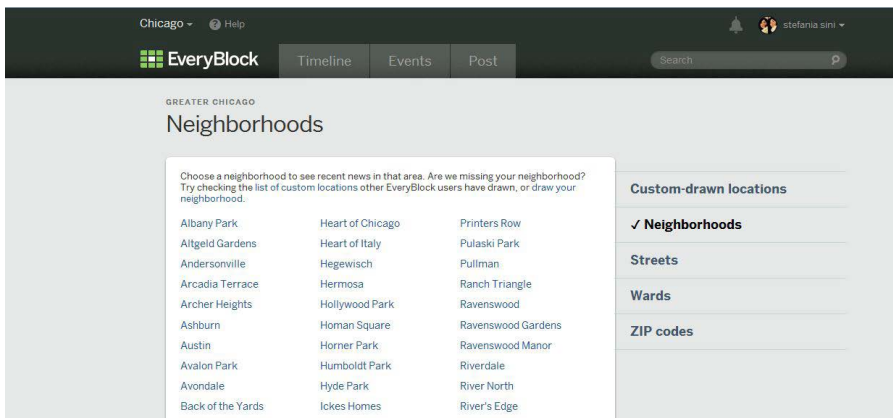 Chicago
? Help
stefania sini
EveryBlock
Timeline
Events
Post
Search
GREATER CHICAGO
Neighborhoods
Choose a neighborhood to see recent news in that area. Are we missing your neighborhood?
Try checking the list of custom locations other EveryBlock users have drawn, or draw your
neighborhood.
Albany Park
Altgeld Gardens
Andersonville
Arcadia Terrace
Archer Heights
Ashburn
Austin
Avalon Park
Avondale
Back of the Yards
Heart of Chicago
Heart of Italy
Hegewisch
Hermosa
Hollywood Park
Homan Square
Horner Park
Humboldt Park
Hyde Park
Ickes Homes
Printers Row
Pulaski Park
Pullman
Ranch Triangle
Ravenswood
Ravenswood Gardens
Ravenswood Manor
Riverdale
River North
River's Edge
Custom-drawn locations
✓ Neighborhoods
Streets
Wards
ZIP codes